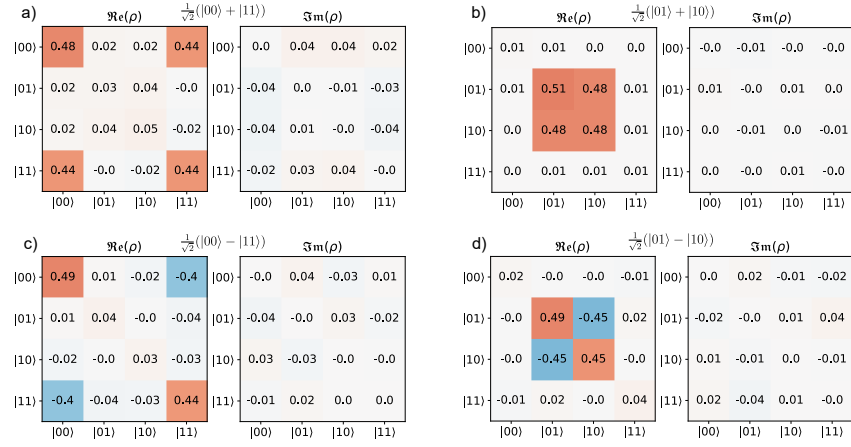 a) ℜe(ρ) 1/√2(|00⟩ + |11⟩) ℑm(ρ)
|00⟩ 0.48 0.02 0.02 0.44 |00⟩ 0.0 0.04 0.04 0.02
|01⟩ 0.02 0.03 0.04 -0.0 |01⟩ -0.04 0.0 -0.01 -0.03
|10⟩ 0.02 0.04 0.05 -0.02 |10⟩ -0.04 0.01 -0.0 -0.04
|11⟩ 0.44 -0.0 -0.02 0.44 |11⟩ -0.02 0.03 0.04 -0.0
|00⟩ |01⟩ |10⟩ |11⟩ |00⟩ |01⟩ |10⟩ |11⟩
b) ℜe(ρ) 1/√2(|01⟩ + |10⟩) ℑm(ρ)
|00⟩ 0.01 0.01 0.0 0.0 |00⟩ -0.0 -0.01 -0.0 -0.0
|01⟩ 0.01 0.51 0.48 0.01 |01⟩ 0.01 -0.0 0.01 0.0
|10⟩ 0.0 0.48 0.48 0.01 |10⟩ 0.0 -0.01 -0.0 -0.01
|11⟩ 0.0 0.01 0.01 0.01 |11⟩ 0.0 -0.0 0.01 -0.0
|00⟩ |01⟩ |10⟩ |11⟩ |00⟩ |01⟩ |10⟩ |11⟩
c) ℜe(ρ) 1/√2(|00⟩ − |11⟩) ℑm(ρ)
|00⟩ 0.49 0.01 -0.02 -0.4 |00⟩ -0.0 0.04 -0.03 0.01
|01⟩ 0.01 0.04 -0.0 -0.04 |01⟩ -0.04 -0.0 0.03 -0.02
|10⟩ -0.02 -0.0 0.03 -0.03 |10⟩ 0.03 -0.03 -0.0 -0.0
|11⟩ -0.4 -0.04 -0.03 0.44 |11⟩ -0.01 0.02 0.0 0.0
|00⟩ |01⟩ |10⟩ |11⟩ |00⟩ |01⟩ |10⟩ |11⟩
d) ℜe(ρ) 1/√2(|01⟩ − |10⟩) ℑm(ρ)
|00⟩ 0.02 -0.0 -0.0 -0.01 |00⟩ 0.0 0.02 -0.01 -0.02
|01⟩ -0.0 0.49 -0.45 0.02 |01⟩ -0.02 -0.0 0.01 0.04
|10⟩ -0.0 -0.45 0.45 -0.0 |10⟩ 0.01 -0.01 0.0 -0.01
|11⟩ -0.01 0.02 -0.0 0.04 |11⟩ 0.02 -0.04 0.01 -0.0
|00⟩ |01⟩ |10⟩ |11⟩ |00⟩ |01⟩ |10⟩ |11⟩